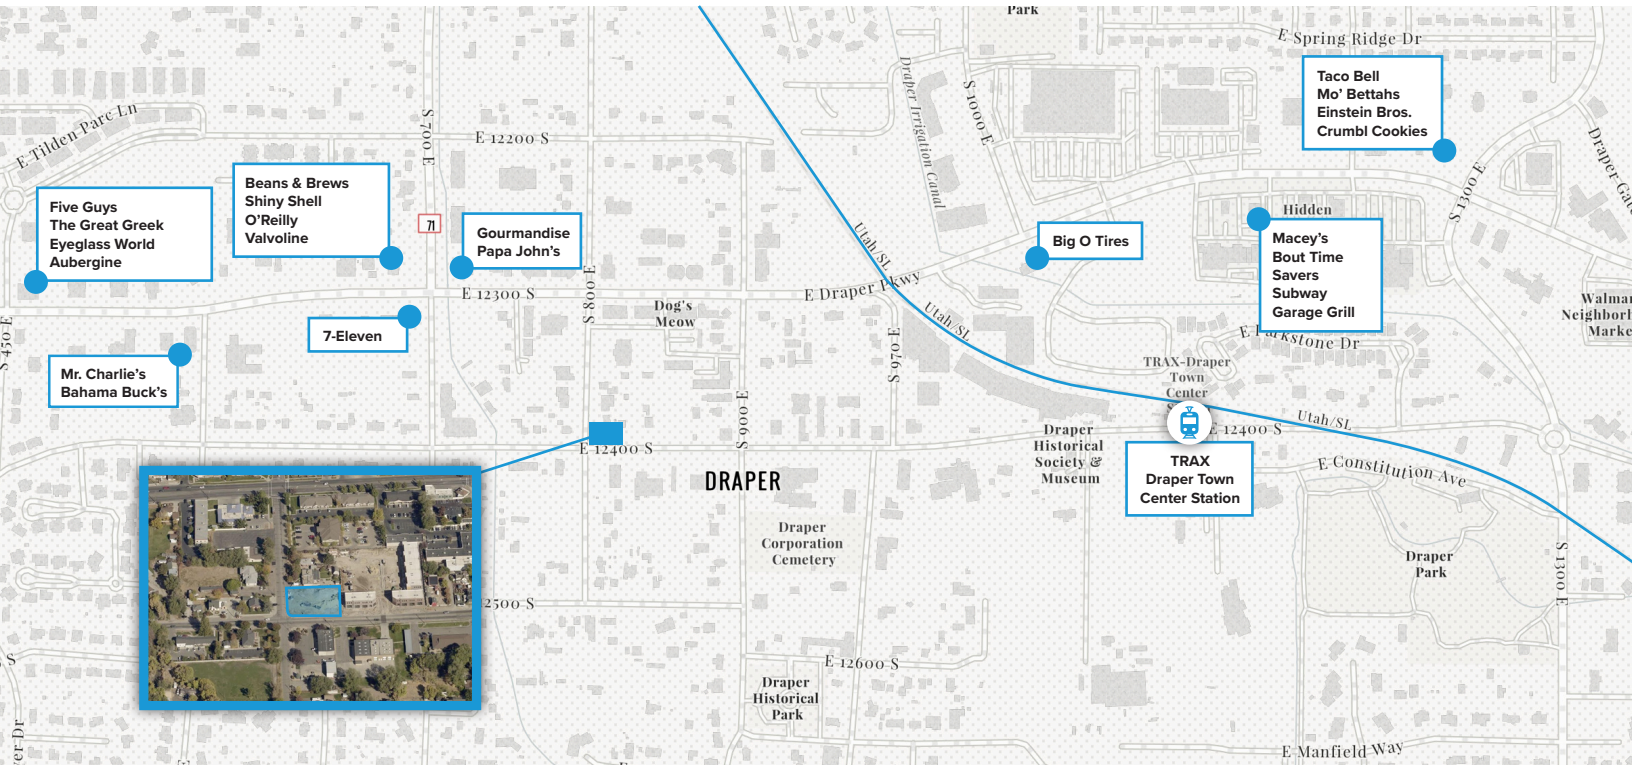 Park
E Spring Ridge Dr
Taco Bell
Mo' Bettahs
Einstein Bros.
Crumbl Cookies
E Tilden Parc Ln
S 700 E
E 12200 S
Draper Irrigation Canal
S 1000 E
S 1300 E
Five Guys
The Great Greek
Eyeglass World
Aubergine
Beans & Brews
Shiny Shell
O'Reilly
Valvoline
71
Gourmandise
Papa John's
Utah/SL
Big O Tires
Hidden
Macey's
Bout Time
Savers
Subway
Garage Grill
E 12300 S
S 800 E
E Draper Pkwy
Dog's
Meow
Utah/SL
E Parkstone Dr
S 450 E
7-Eleven
S 970 E
Mr. Charlie's
Bahama Buck's
TRAX-Draper
Town
Center
S 900 E
E 12400 S
Utah/SL
E 12400 S
Draper
Historical
Society &
Museum
TRAX
Draper Town
Center Station
E Constitution Ave
DRAPER
Draper
Corporation
Cemetery
Draper
Park
S 1300 E
2500 S
E 12600 S
Draper
Historical
Park
E Manfield Way